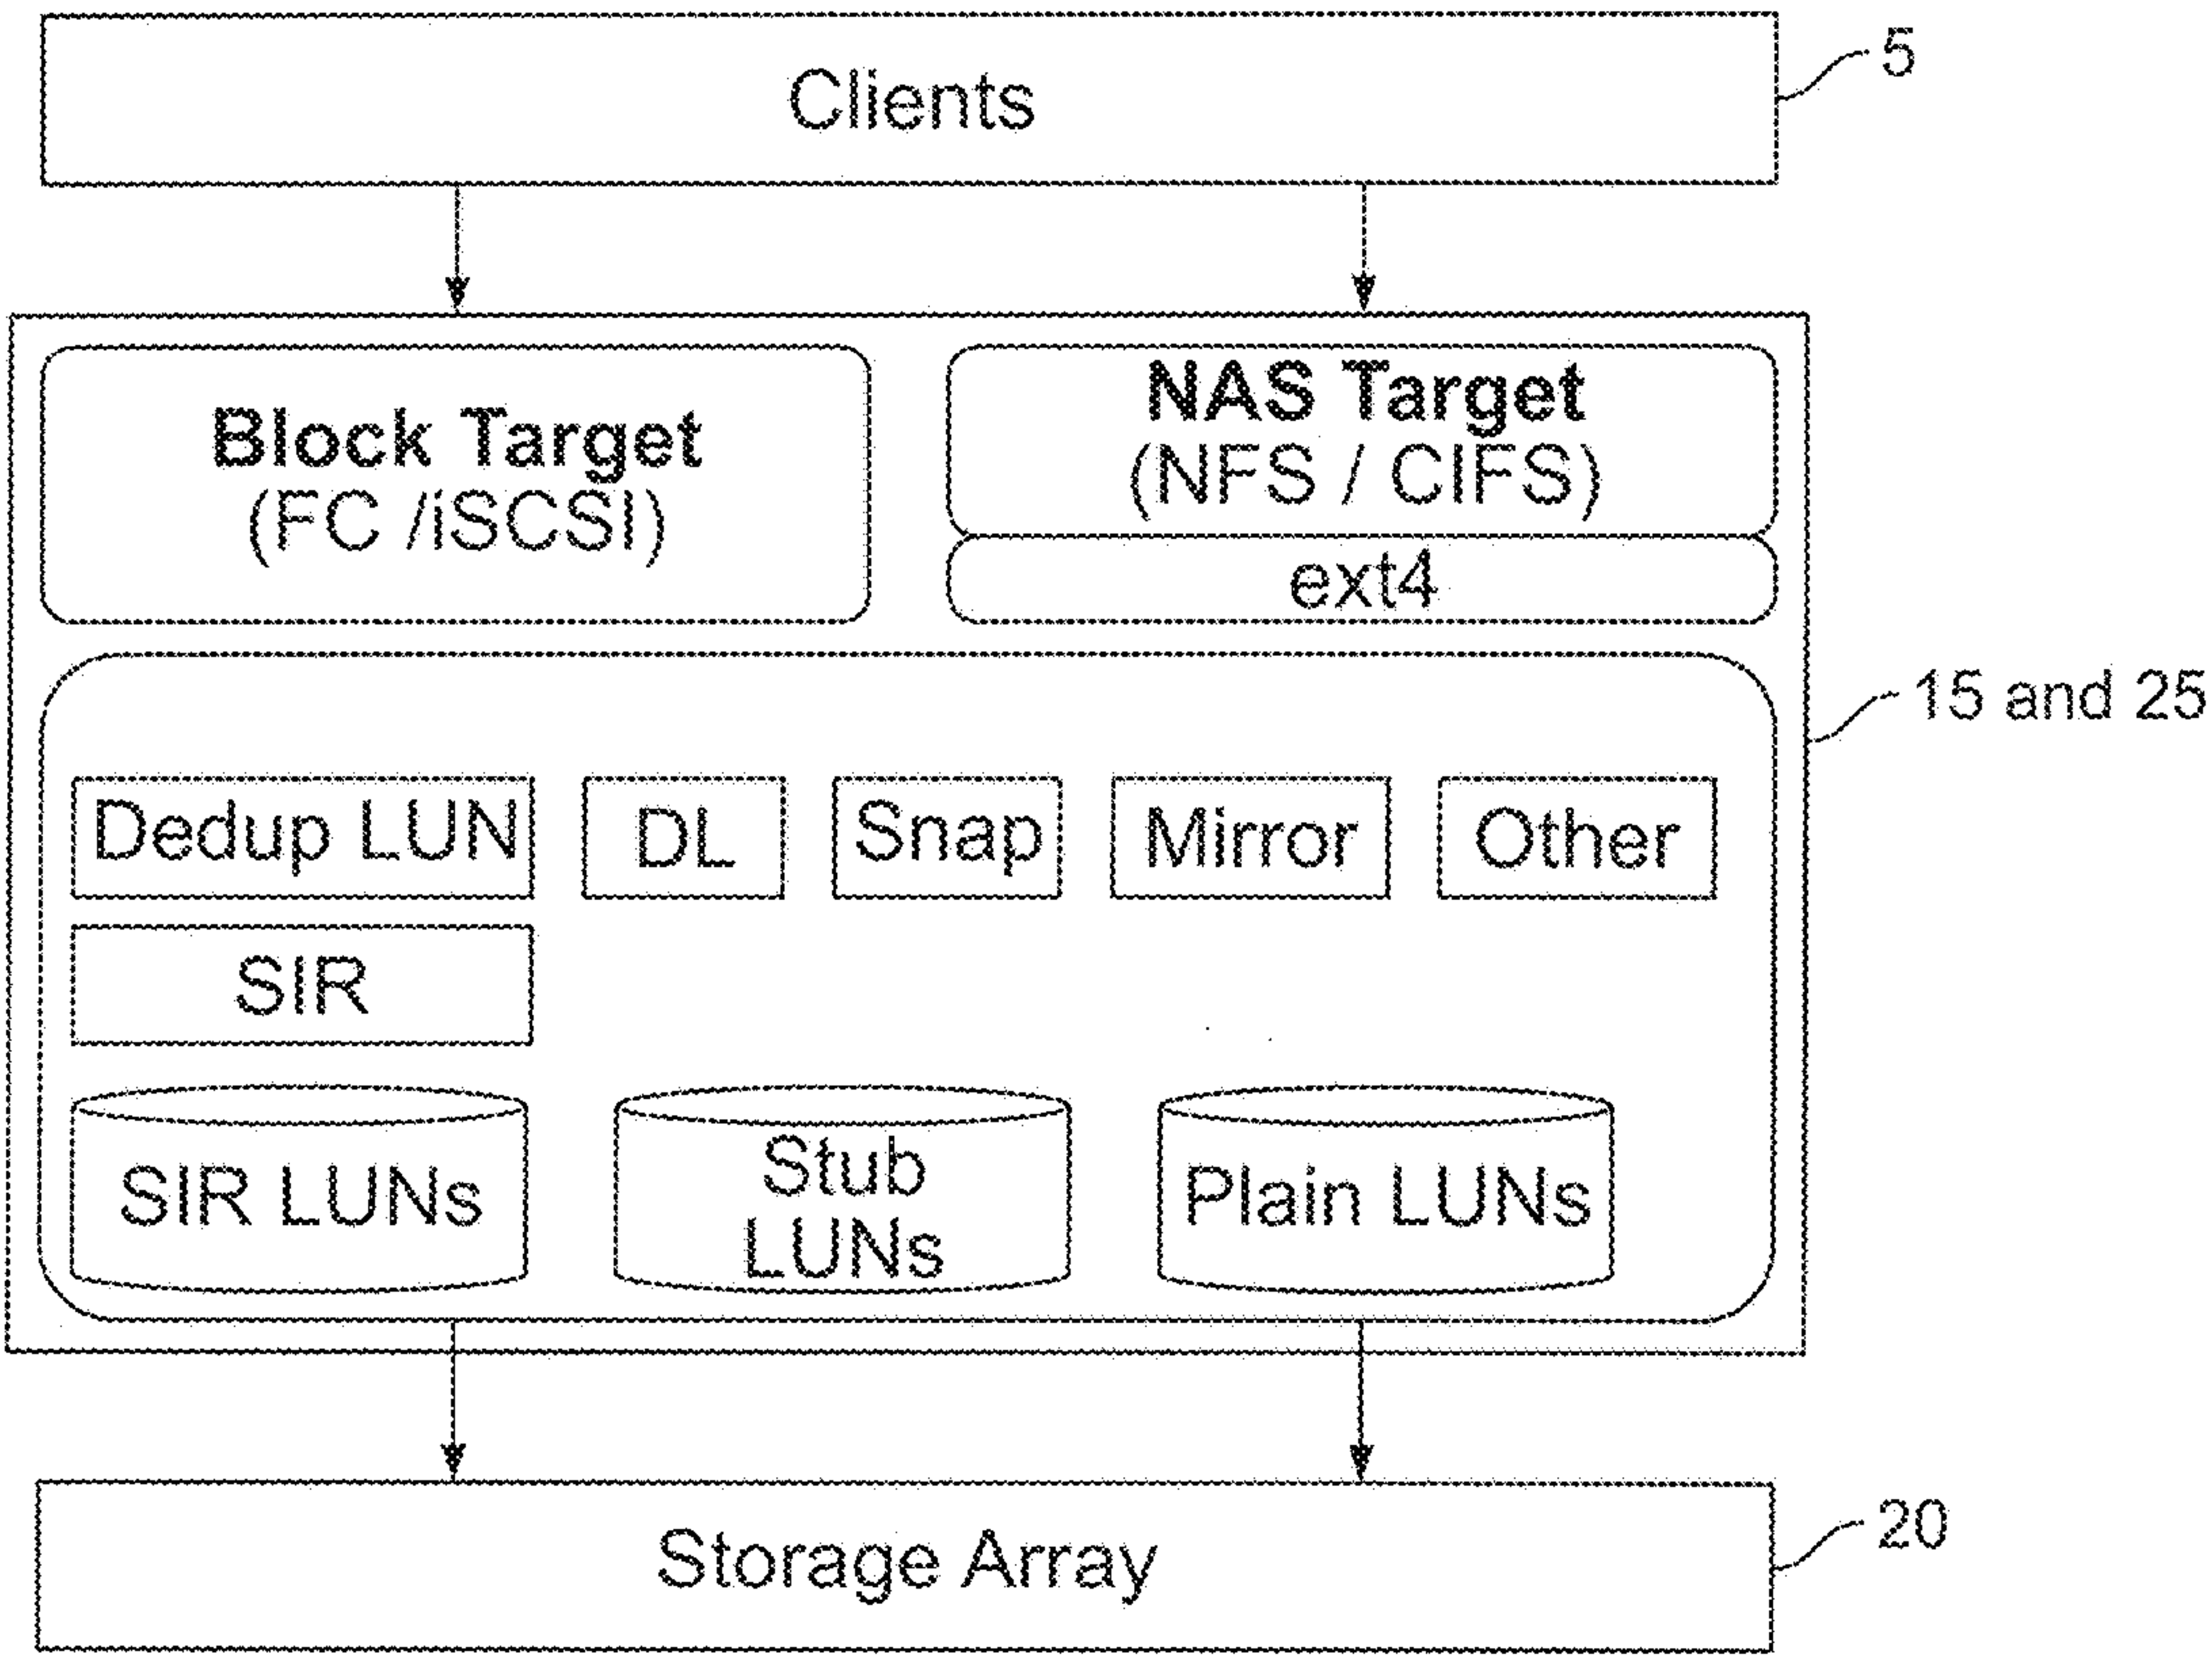 Clients
5
Block Target
(FC /iSCSI)
NAS Target
(NFS / CIFS)
ext4
15 and 25
Dedup LUN
DL
Snap
Mirror
Other
SIR
SIR LUNs
Stub
LUNs
Plain LUNs
Storage Array
20